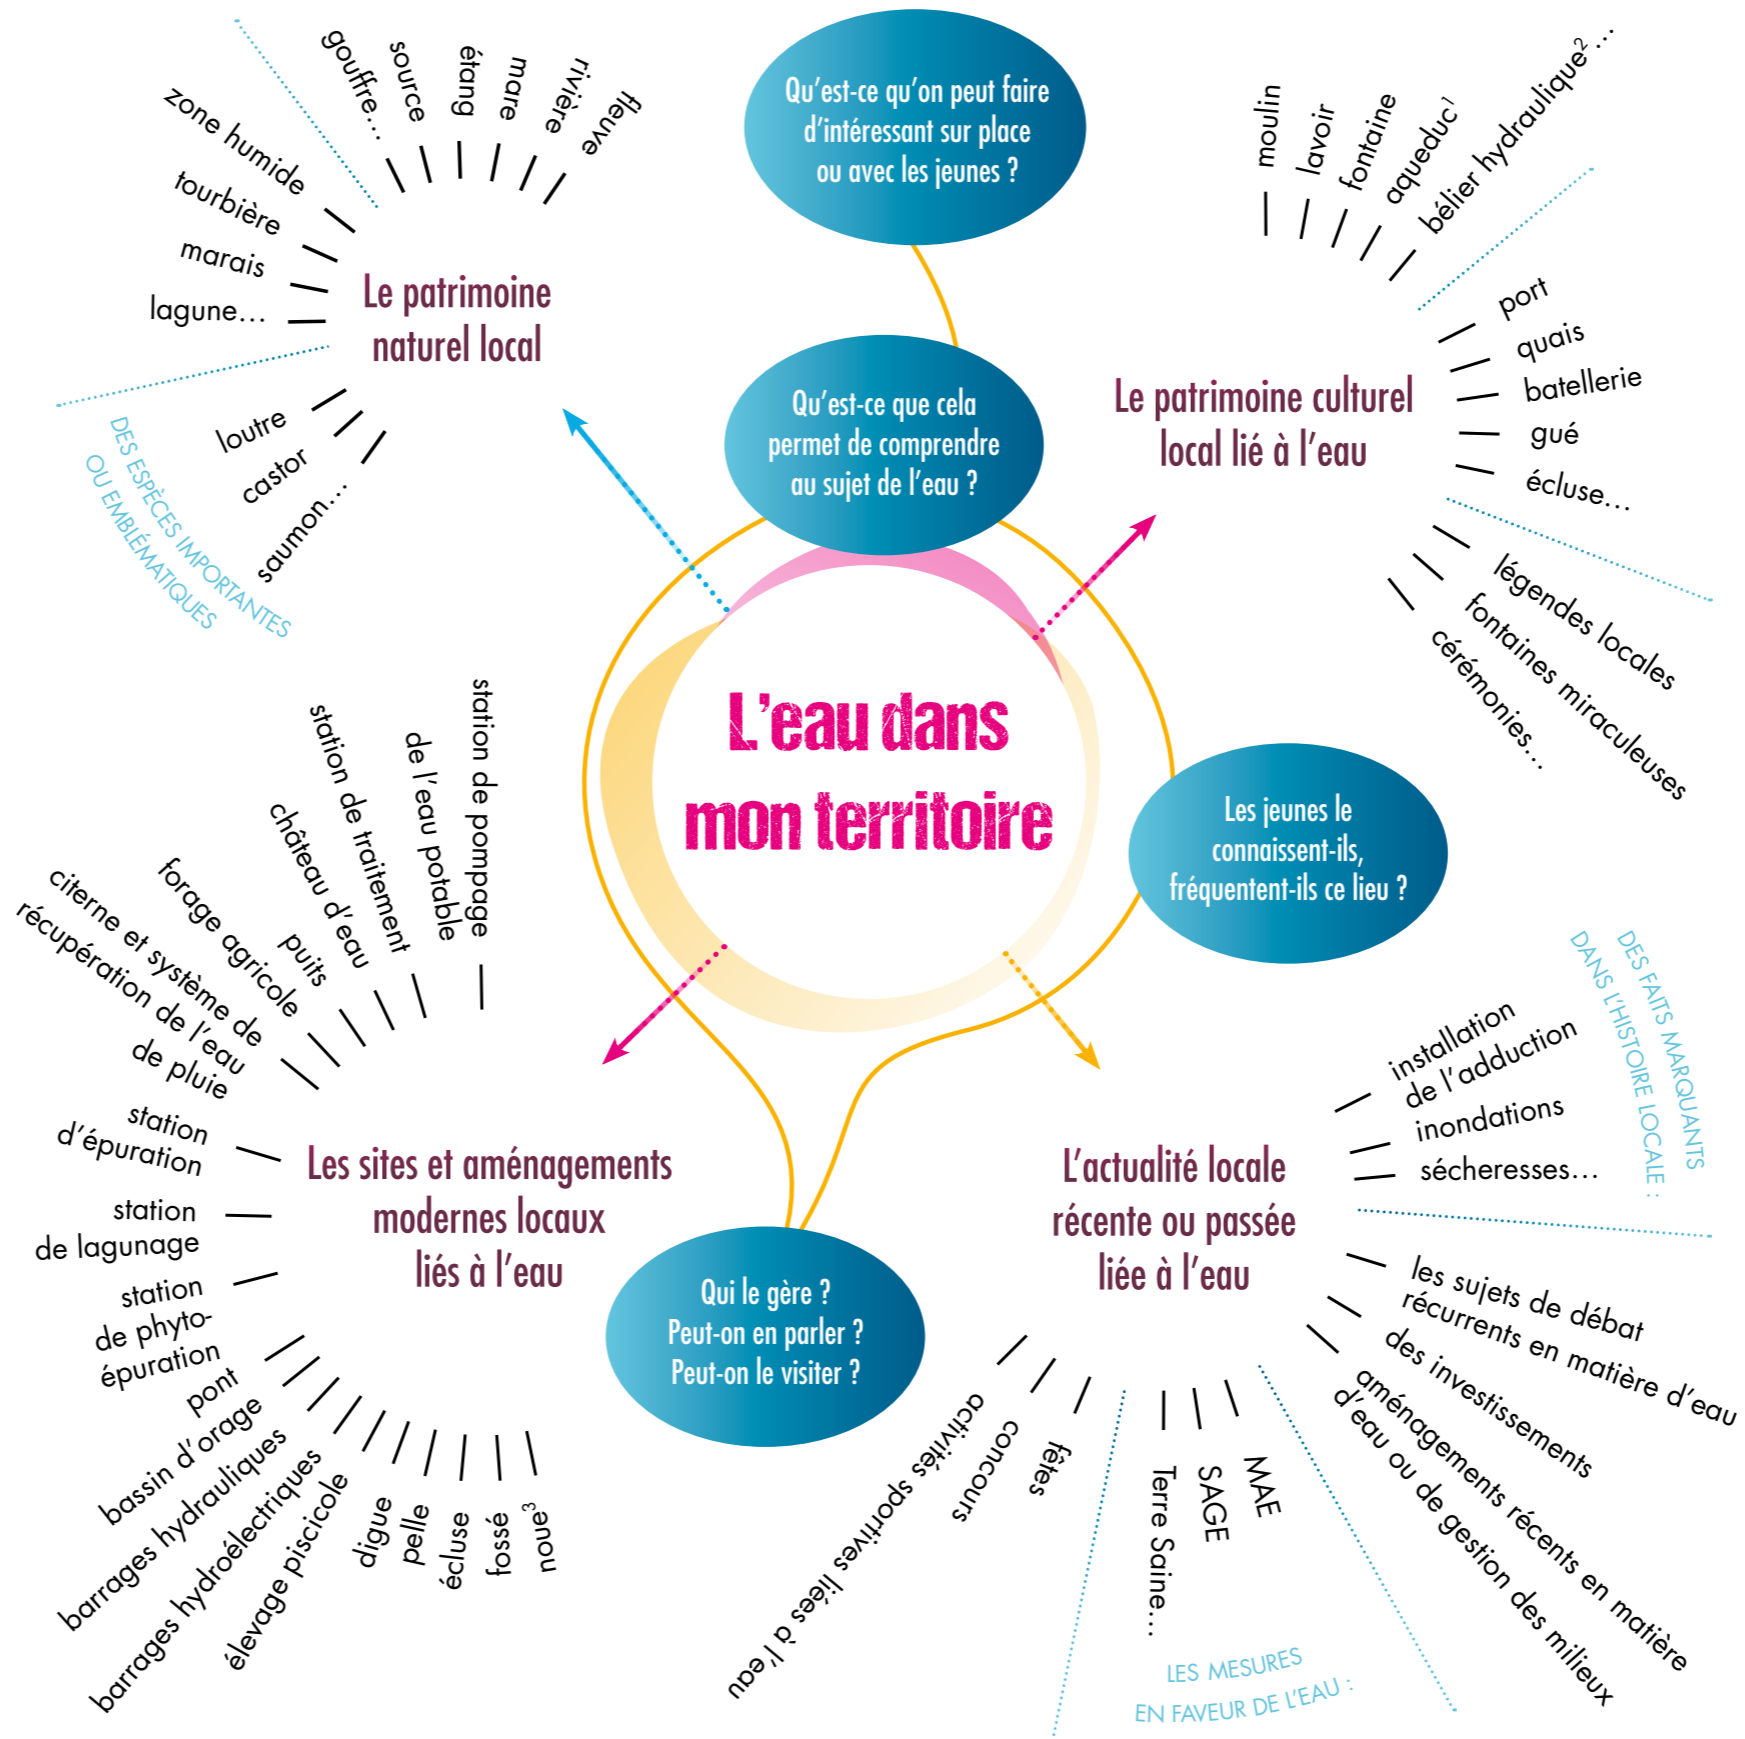 Qu'est-ce qu'on peut faire
d'intéressant sur place
ou avec les jeunes ?
Qu'est-ce que cela
permet de comprendre
au sujet de l'eau ?
Les jeunes le
connaissent-ils,
fréquentent-ils ce lieu ?
Qui le gère ?
Peut-on en parler ?
Peut-on le visiter ?
L'eau dans
mon territoire
Le patrimoine
naturel local
fleuve
rivière
mare
étang
source
gouffre...
zone humide
tourbière
marais
lagune...
DES ESPÈCES IMPORTANTES
OU EMBLÉMATIQUES
loutre
castor
saumon...
Le patrimoine culturel
local lié à l'eau
moulin
lavoir
fontaine
aqueduc¹
bélier hydraulique²...
port
quais
batellerie
gué
écluse...
légendes locales
fontaines miraculeuses
cérémonies...
Les sites et aménagements
modernes locaux
liés à l'eau
station de pompage
de l'eau potable
station de traitement
château d'eau
puits
forage agricole
citerne et système de
récupération de l'eau
de pluie
station
d'épuration
station
de lagunage
station
de phyto-
épuration
pont
bassin d'orage
barrages hydrauliques
barrages hydroélectriques
élevage piscicole
digue
pelle
écluse
fossé
noue³
L'actualité locale
récente ou passée
liée à l'eau
DES FAITS MARQUANTS
DANS L'HISTOIRE LOCALE :
installation
de l'adduction
inondations
sécheresses...
les sujets de débat
récurrents en matière d'eau
des investissements
aménagements récents en matière
d'eau ou de gestion des milieux
MAE
SAGE
Terre Saine...
LES MESURES
EN FAVEUR DE L'EAU :
fêtes
concours
activités sportives liées à l'eau